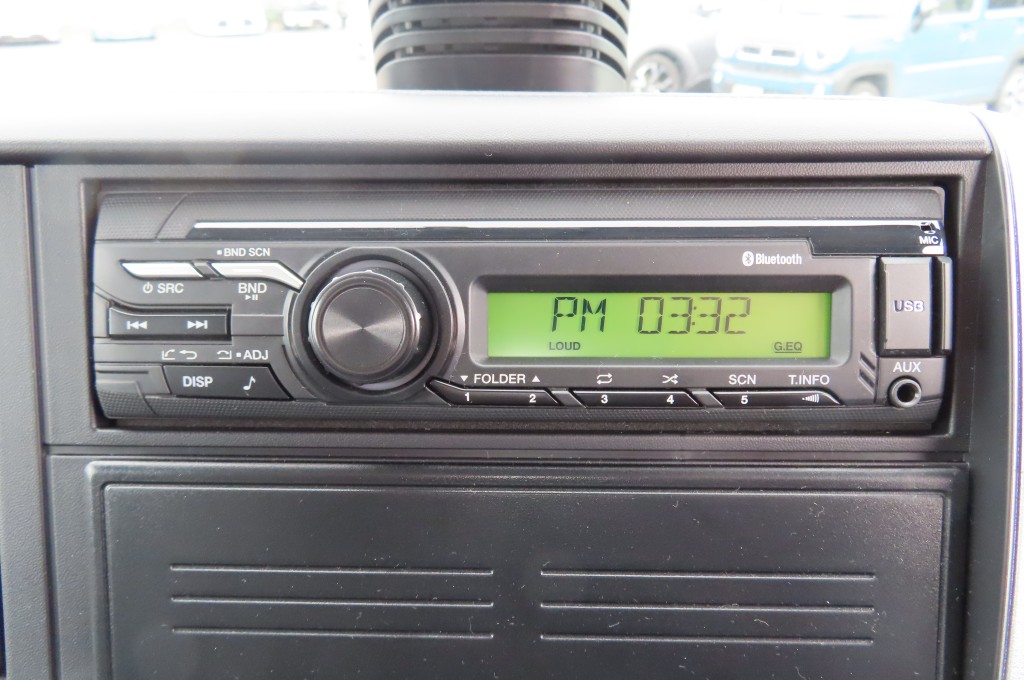 BND SCN
MIC
Bluetooth
SRC
BND
USB
PM 03:32
LOUD
G.EQ
ADJ
DISP
FOLDER
SCN
T.INFO
AUX
1
2
3
4
5